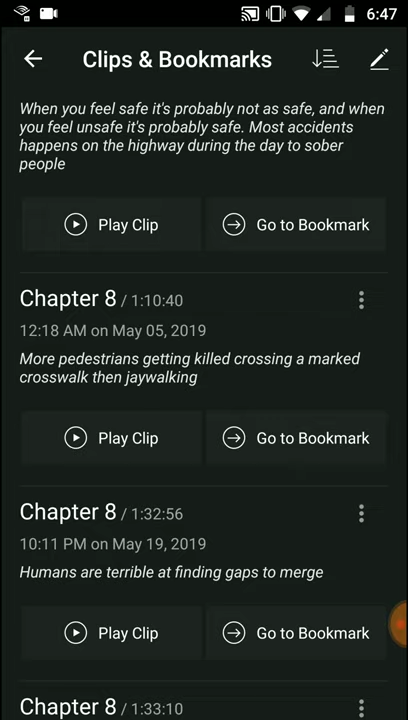 6:47
Clips & Bookmarks
When you feel safe it's probably not as safe, and when
you feel unsafe it's probably safe. Most accidents
happens on the highway during the day to sober
people
Play Clip
Go to Bookmark
Chapter 8 / 1:10:40
12:18 AM on May 05, 2019
More pedestrians getting killed crossing a marked
crosswalk then jaywalking
Play Clip
Go to Bookmark
Chapter 8 / 1:32:56
10:11 PM on May 19, 2019
Humans are terrible at finding gaps to merge
Play Clip
Go to Bookmark
Chapter 8 / 1:33:10